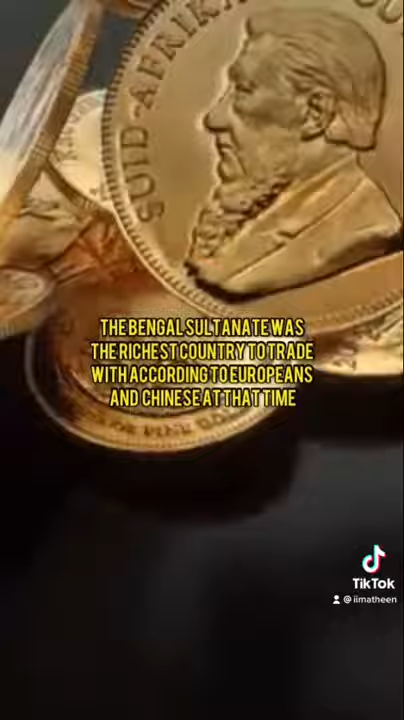 SUID-AFRIKA
THE BENGAL SULTANATE WAS
THE RICHEST COUNTRY TO TRADE
WITH ACCORDING TO EUROPEANS
AND CHINESE AT THAT TIME
TikTok
@iimatheen